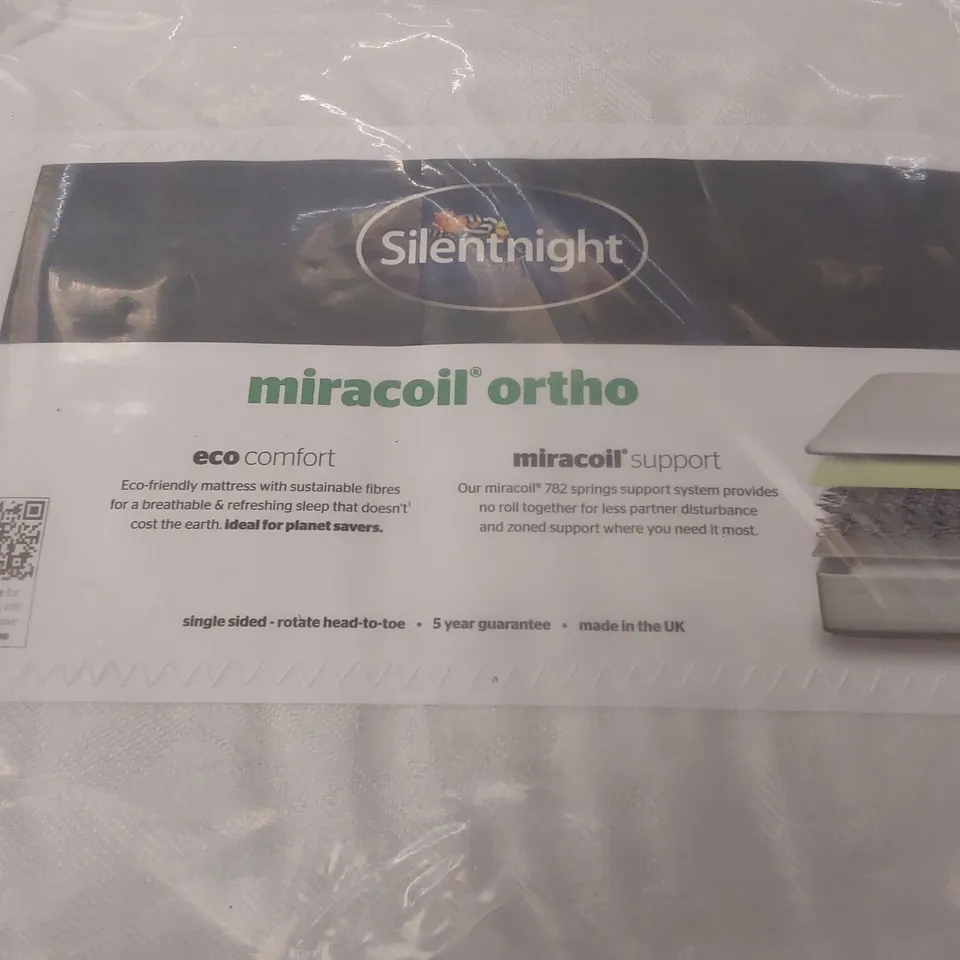 Silentnight
miracoil® ortho
eco comfort
Eco-friendly mattress with sustainable fibres
for a breathable & refreshing sleep that doesn't
cost the earth. ideal for planet savers.
miracoil® support
Our miracoil® 782 springs support system provides
no roll together for less partner disturbance
and zoned support where you need it most.
for
single sided - rotate head-to-toe • 5 year guarantee • made in the UK